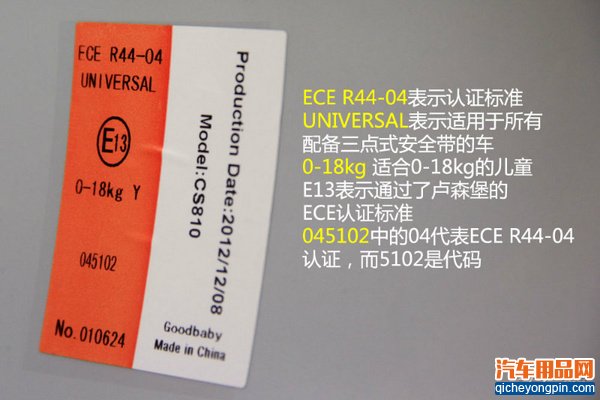 ECE R44-04
UNIVERSAL
E13
0-18kg Y
045102
No. 010624
Production Date:2012/12/08
Model:CS810
Goodbaby
Made in China
ECE R44-04表示认证标准
UNIVERSAL表示适用于所有
配备三点式安全带的车
0-18kg 适合0-18kg的儿童
E13表示通过了卢森堡的
ECE认证标准
045102中的04代表ECE R44-04
认证，而5102是代码
汽车用品网
qicheyongpin.com